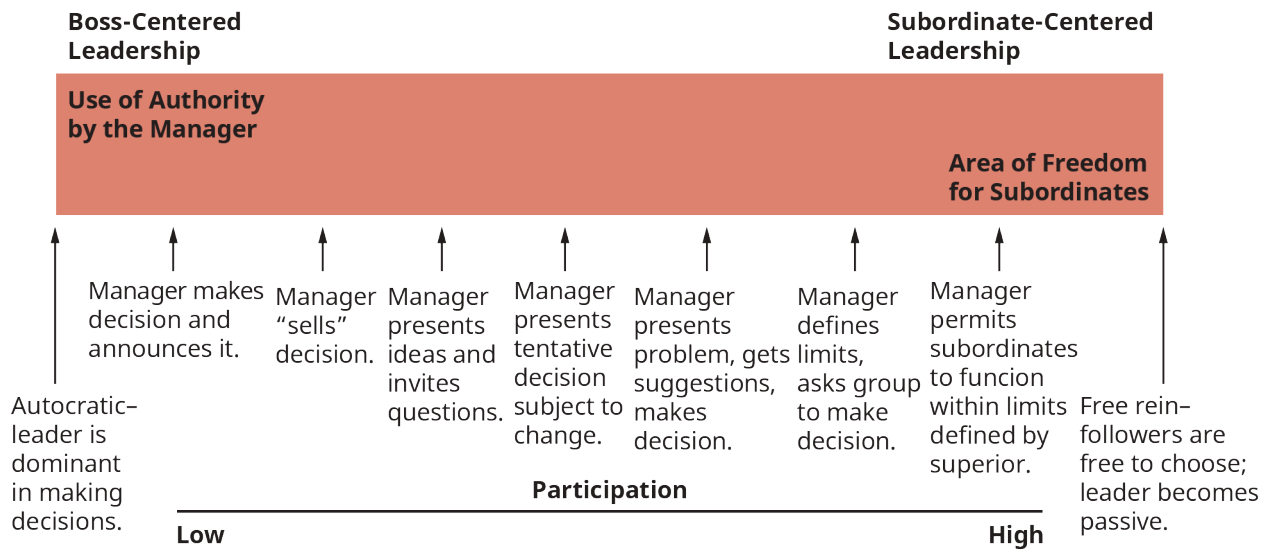 Boss-Centered
Leadership
Subordinate-Centered
Leadership
Use of Authority
by the Manager
Area of Freedom
for Subordinates
Autocratic–
leader is
dominant
in making
decisions.
Manager makes
decision and
announces it.
Manager
“sells”
decision.
Manager
presents
ideas and
invites
questions.
Manager
presents
tentative
decision
subject to
change.
Manager
presents
problem, gets
suggestions,
makes
decision.
Manager
defines
limits,
asks group
to make
decision.
Manager
permits
subordinates
to funcion
within limits
defined by
superior.
Free rein–
followers are
free to choose;
leader becomes
passive.
Participation
Low
High